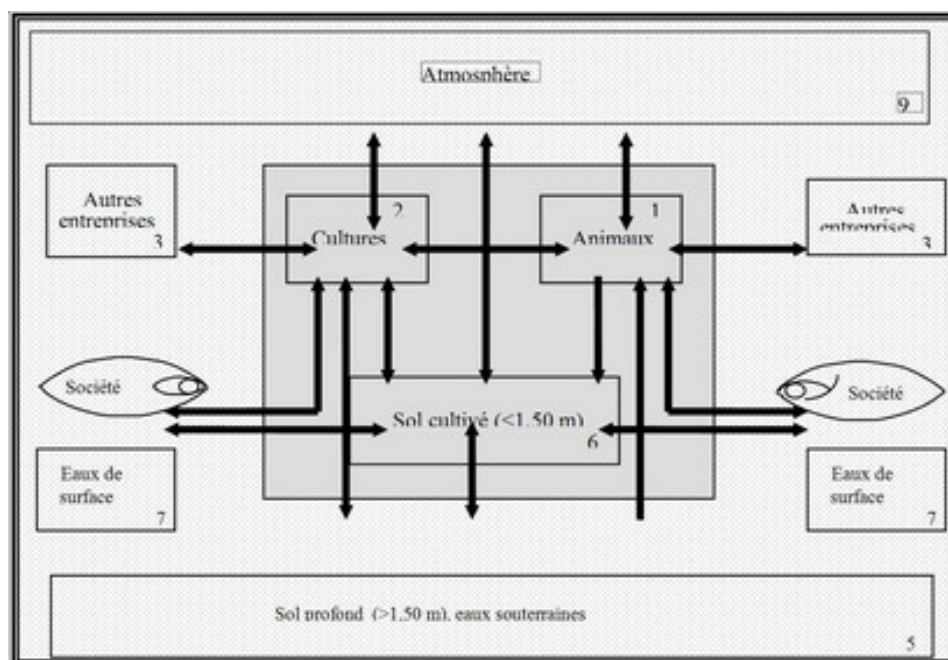 Atmosphère
9
Autres
entreprises
3
2
Cultures
1
Animaux
Autres
entreprises
3
Société
Société
Sol cultivé (<1.50 m)
6
Eaux de
surface
7
Eaux de
surface
7
Sol profond (>1.50 m), eaux souterraines
5